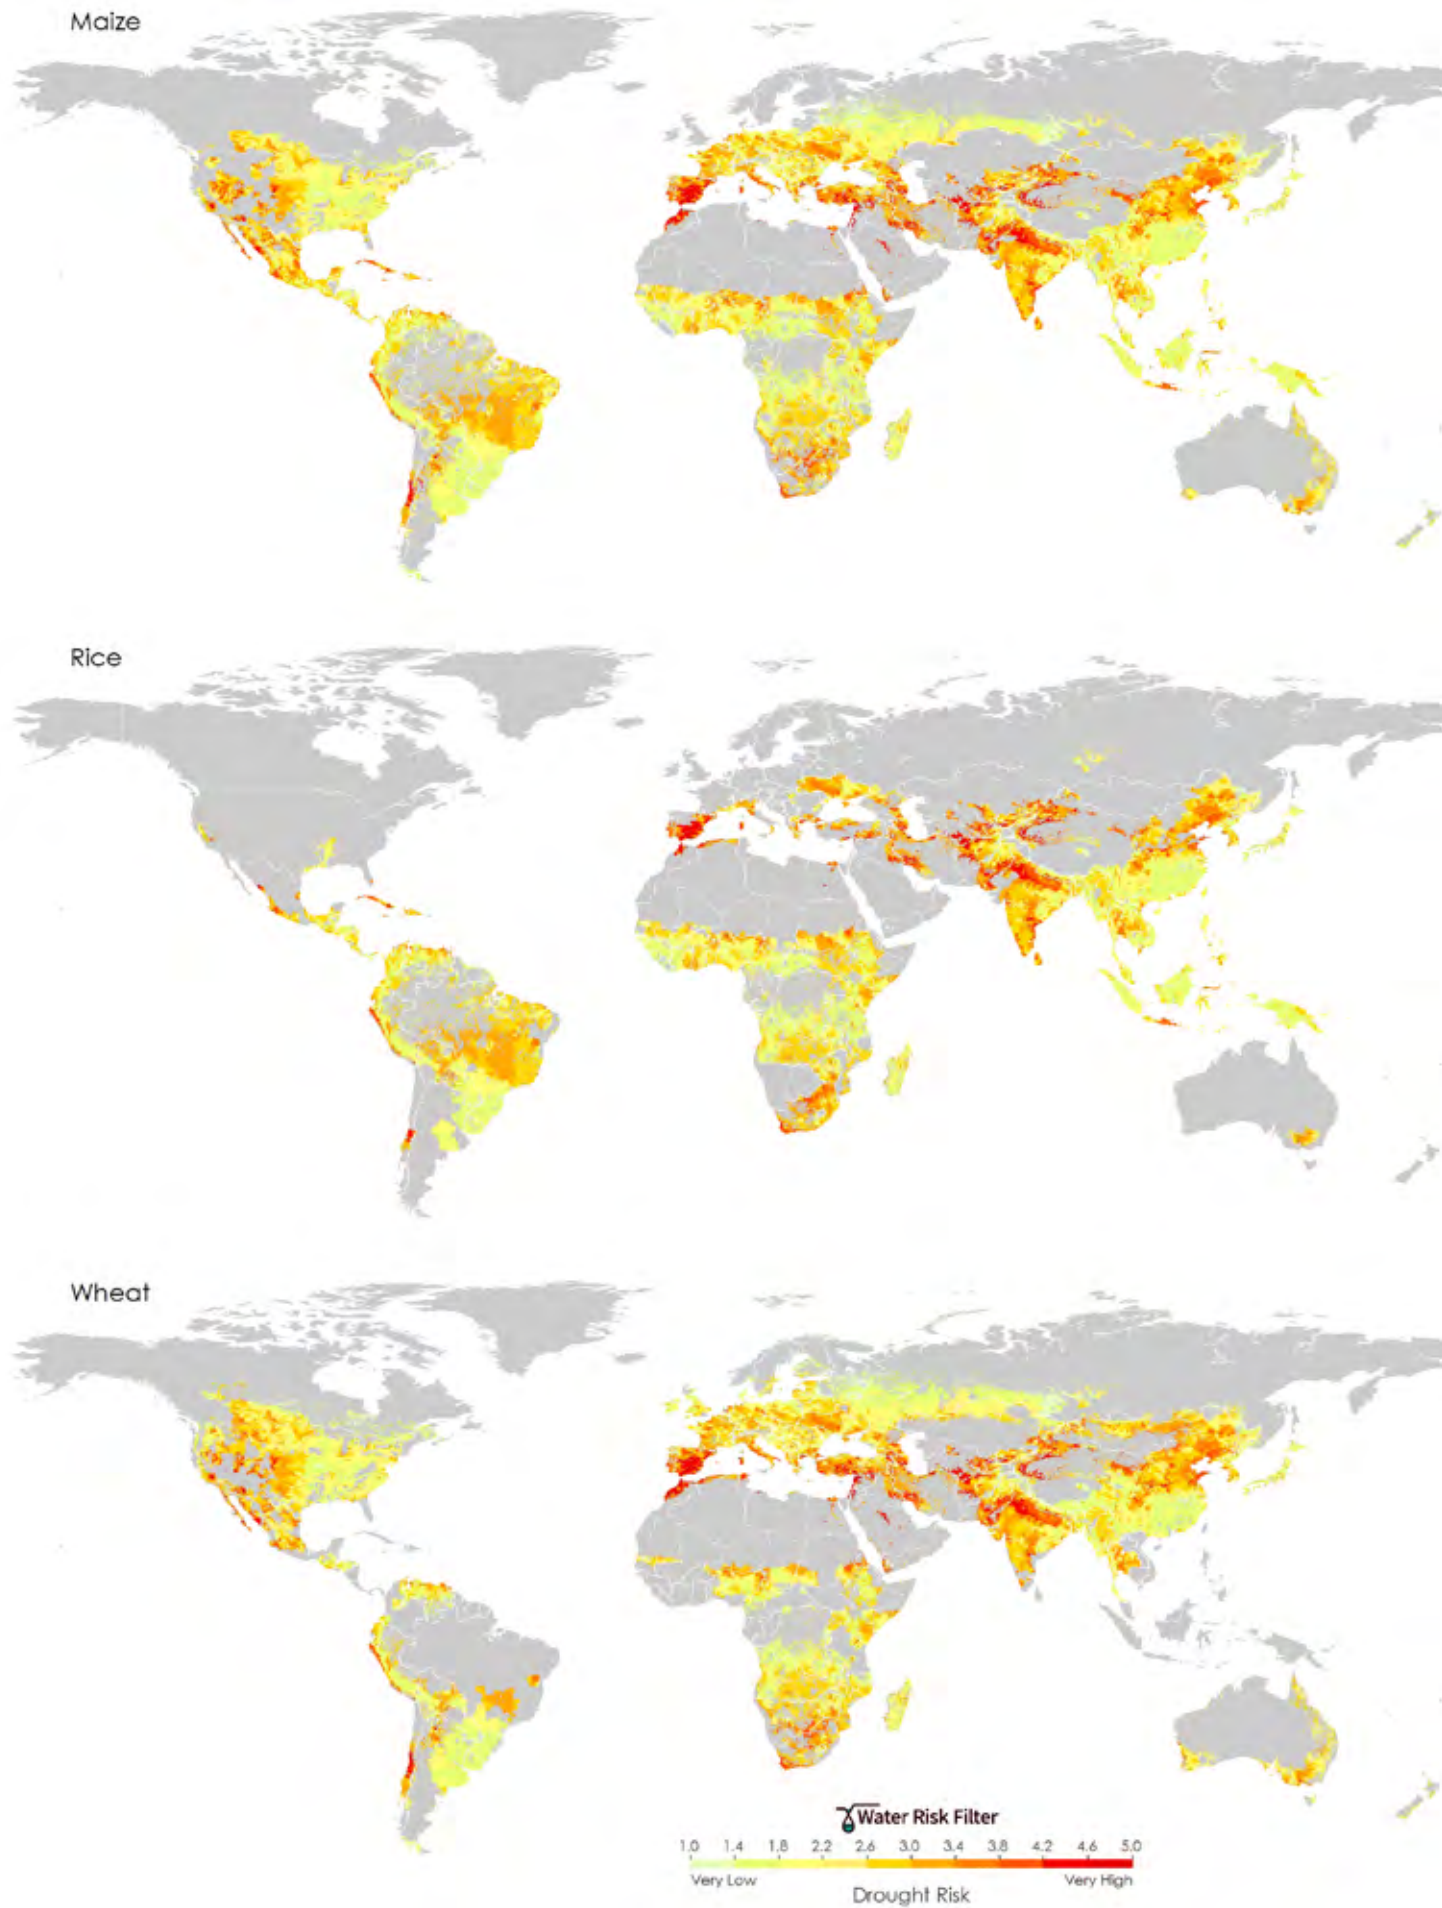 Maize
Rice
Wheat
Water Risk Filter
1.0 1.4 1.8 2.2 2.6 3.0 3.4 3.8 4.2 4.6 5.0
Very Low Very High
Drought Risk